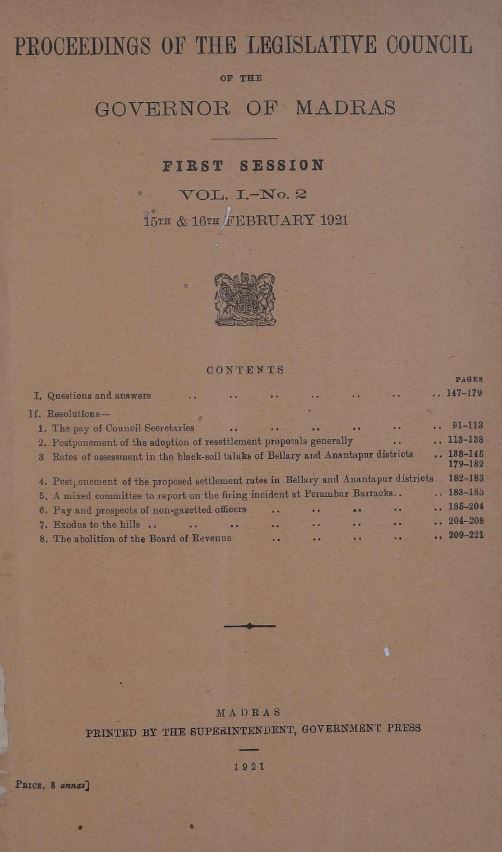 PROCEEDINGS OF THE LEGISLATIVE COUNCIL
OF THE
GOVERNOR OF MADRAS
FIRST SESSION
VOL. I.–No. 2
15TH & 16TH FEBRUARY 1921
CONTENTS
PAGES
I. Questions and answers .. .. .. .. .. .. .. 147-179
II. Resolutions—
1. The pay of Council Secretaries .. .. .. .. .. .. 91-113
2. Postponement of the adoption of resettlement proposals generally .. .. 113-138
3. Rates of assessment in the black-soil taluks of Bellary and Anantapur districts .. 138-145
179-182
4. Postponement of the proposed settlement rates in Bellary and Anantapur districts .. 182-183
5. A mixed committee to report on the firing incident at Perambur Barracks.. .. 183-185
6. Pay and prospects of non-gazetted officers .. .. .. .. .. 185-204
7. Exodus to the hills .. .. .. .. .. .. .. .. 204-208
8. The abolition of the Board of Revenue .. .. .. .. .. 209-221
MADRAS
PRINTED BY THE SUPERINTENDENT, GOVERNMENT PRESS
1921
PRICE, 8 annas]